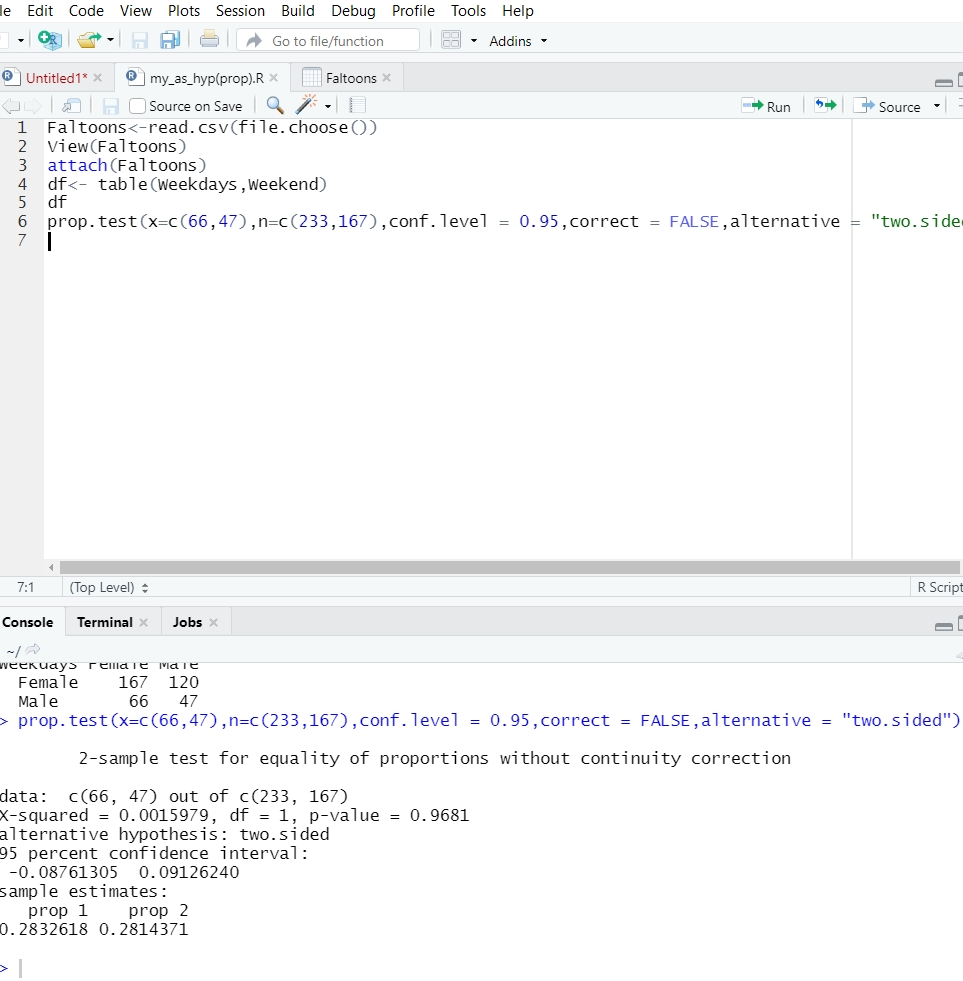 le Edit Code View Plots Session Build Debug Profile Tools Help
Go to file/function Addins
Untitled1* my_as_hyp(prop).R Faltoons
Source on Save Run Source
1 Faltoons<-read.csv(file.choose())
2 View(Faltoons)
3 attach(Faltoons)
4 df<- table(Weekdays,Weekend)
5 df
6 prop.test(x=c(66,47),n=c(233,167),conf.level = 0.95,correct = FALSE,alternative = "two.side
7
7:1 (Top Level) R Script
Console Terminal Jobs
~/
Weekdays Female Male
Female 167 120
Male 66 47
> prop.test(x=c(66,47),n=c(233,167),conf.level = 0.95,correct = FALSE,alternative = "two.sided")
2-sample test for equality of proportions without continuity correction
data: c(66, 47) out of c(233, 167)
X-squared = 0.0015979, df = 1, p-value = 0.9681
alternative hypothesis: two.sided
95 percent confidence interval:
-0.08761305 0.09126240
sample estimates:
prop 1 prop 2
0.2832618 0.2814371
>